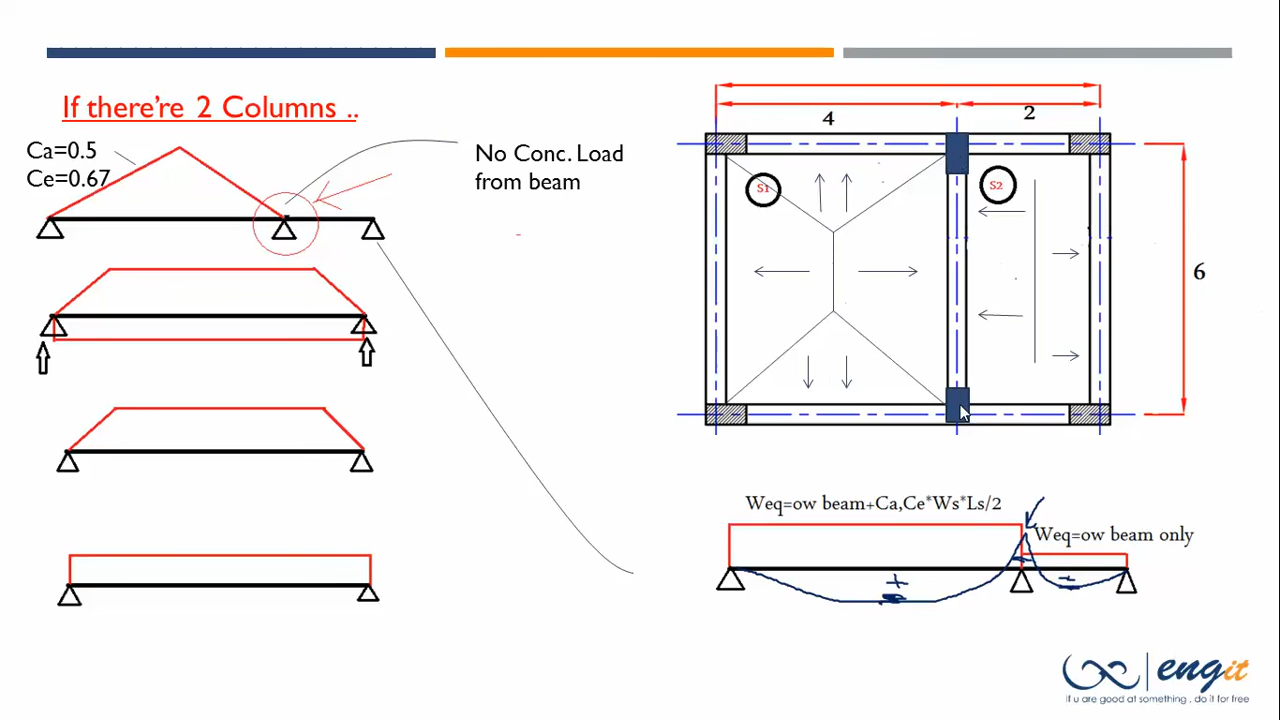 If there're 2 Columns ..
Ca=0.5
Ce=0.67
No Conc. Load
from beam
4
2
S1
S2
6
Weq=ow beam+Ca,Ce*Ws*Ls/2
Weq=ow beam only
+
+
engit
if u are good at something , do it for free